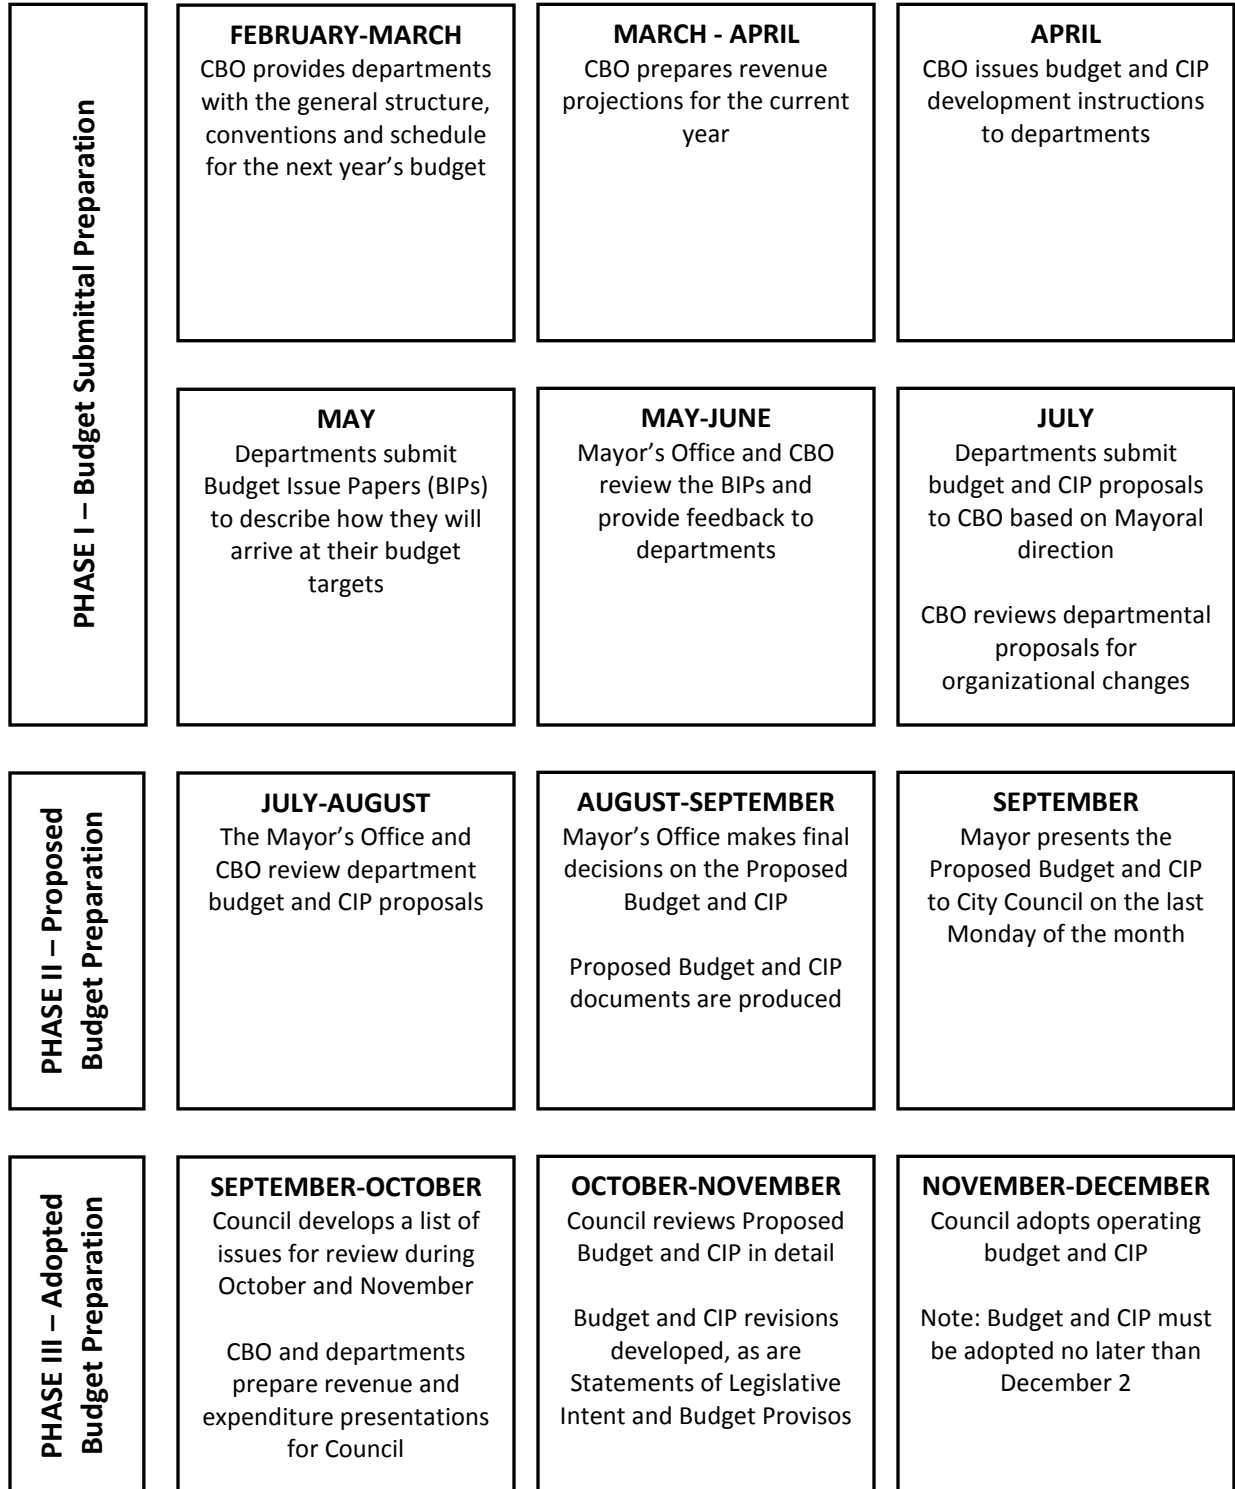 PHASE I – Budget Submittal Preparation
FEBRUARY-MARCH
CBO provides departments
with the general structure,
conventions and schedule
for the next year’s budget
MARCH - APRIL
CBO prepares revenue
projections for the current
year
APRIL
CBO issues budget and CIP
development instructions
to departments
MAY
Departments submit
Budget Issue Papers (BIPs)
to describe how they will
arrive at their budget
targets
MAY-JUNE
Mayor’s Office and CBO
review the BIPs and
provide feedback to
departments
JULY
Departments submit
budget and CIP proposals
to CBO based on Mayoral
direction
CBO reviews departmental
proposals for
organizational changes
PHASE II – Proposed
Budget Preparation
JULY-AUGUST
The Mayor’s Office and
CBO review department
budget and CIP proposals
AUGUST-SEPTEMBER
Mayor’s Office makes final
decisions on the Proposed
Budget and CIP
Proposed Budget and CIP
documents are produced
SEPTEMBER
Mayor presents the
Proposed Budget and CIP
to City Council on the last
Monday of the month
PHASE III – Adopted
Budget Preparation
SEPTEMBER-OCTOBER
Council develops a list of
issues for review during
October and November
CBO and departments
prepare revenue and
expenditure presentations
for Council
OCTOBER-NOVEMBER
Council reviews Proposed
Budget and CIP in detail
Budget and CIP revisions
developed, as are
Statements of Legislative
Intent and Budget Provisos
NOVEMBER-DECEMBER
Council adopts operating
budget and CIP
Note: Budget and CIP must
be adopted no later than
December 2